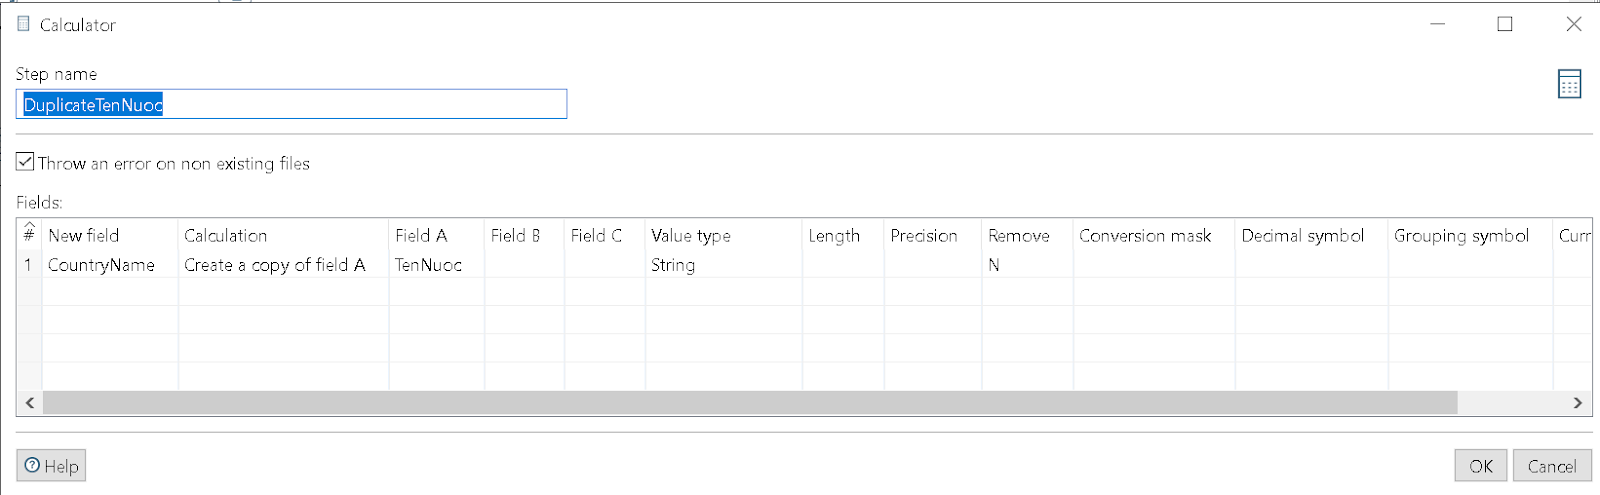 Calculator
Step name
DuplicateTenNuoc
Throw an error on non existing files
Fields:
# New field Calculation Field A Field B Field C Value type Length Precision Remove Conversion mask Decimal symbol Grouping symbol Curr
1 CountryName Create a copy of field A TenNuoc String N
Help OK Cancel